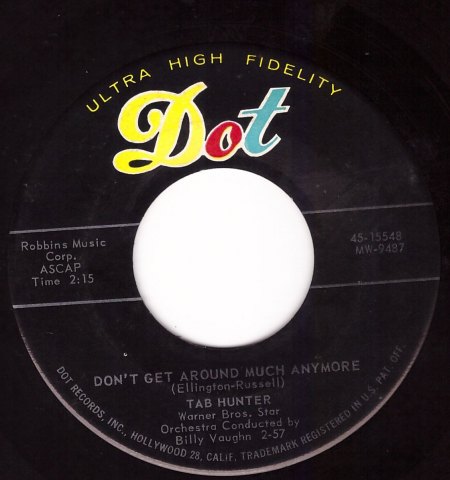 ULTRA HIGH FIDELITY
Dot
Robbins Music
Corp.
ASCAP
Time 2:15
45-15548
MW-9487
DON'T GET AROUND MUCH ANYMORE
(Ellington-Russell)
TAB HUNTER
Warner Bros. Star
Orchestra Conducted by
Billy Vaughn 2-57
DOT RECORDS, INC., HOLLYWOOD 28, CALIF. TRADEMARK REGISTERED IN U.S. PAT. OFF.